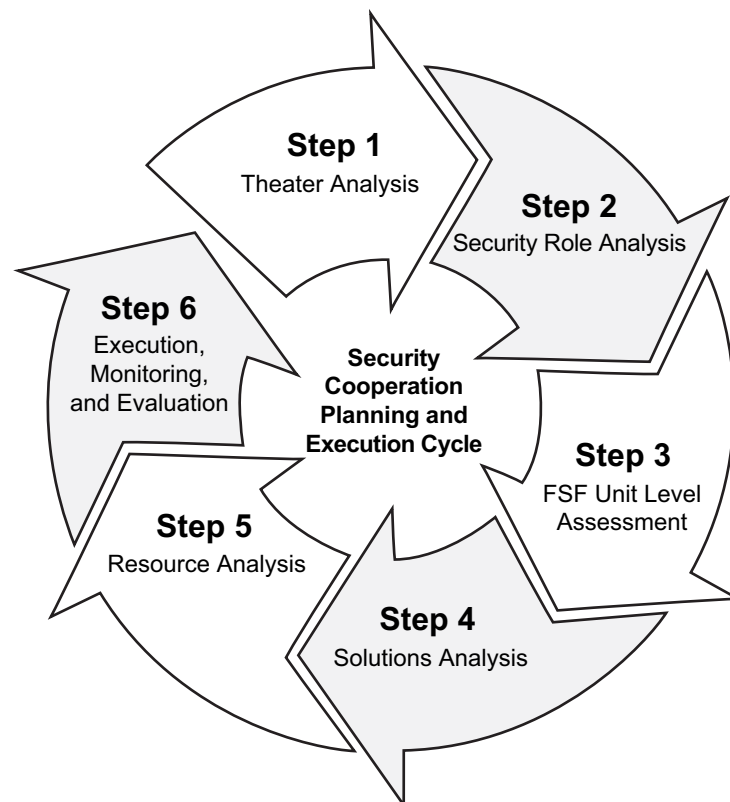 Step 1
Theater Analysis
Step 2
Security Role Analysis
Step 3
FSF Unit Level
Assessment
Step 4
Solutions Analysis
Step 5
Resource Analysis
Step 6
Execution,
Monitoring,
and Evaluation
Security
Cooperation
Planning and
Execution Cycle